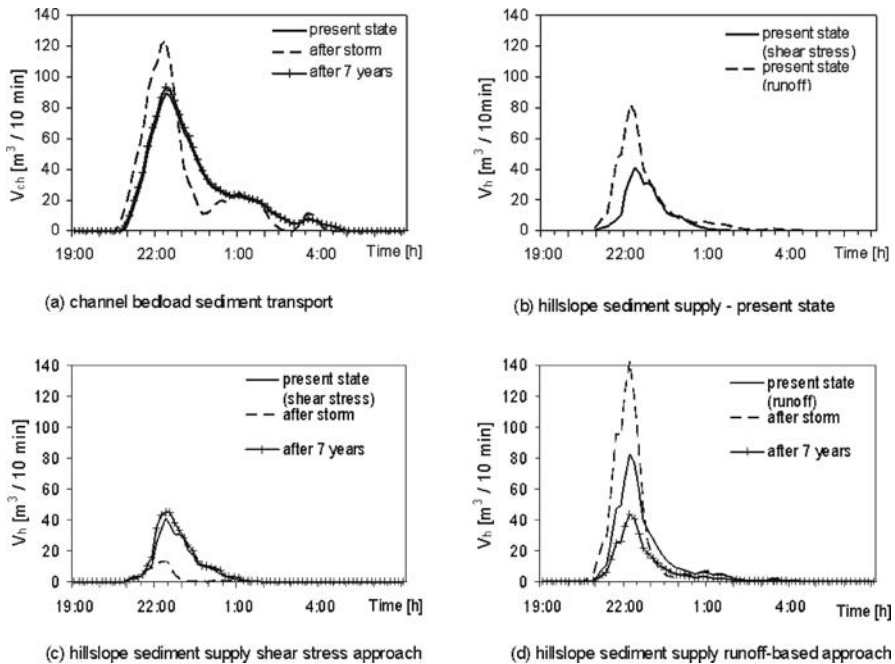 140
120
100
80
60
40
20
0
V_ch [m³ / 10 min]
present state
after storm
after 7 years
19:00 22:00 1:00 4:00 Time [h]
(a) channel bedload sediment transport
140
120
100
80
60
40
20
0
V_h [m³ / 10min]
present state
(shear stress)
present state
(runoff)
19:00 22:00 1:00 4:00 Time [h]
(b) hillslope sediment supply - present state
140
120
100
80
60
40
20
0
V_h [m³ / 10 min]
present state
(shear stress)
after storm
after 7 years
19:00 22:00 1:00 4:00 Time [h]
(c) hillslope sediment supply shear stress approach
140
120
100
80
60
40
20
0
V_h [m³ / 10 min]
present state
(runoff)
after storm
after 7 years
19:00 22:00 1:00 4:00 Time [h]
(d) hillslope sediment supply runoff-based approach